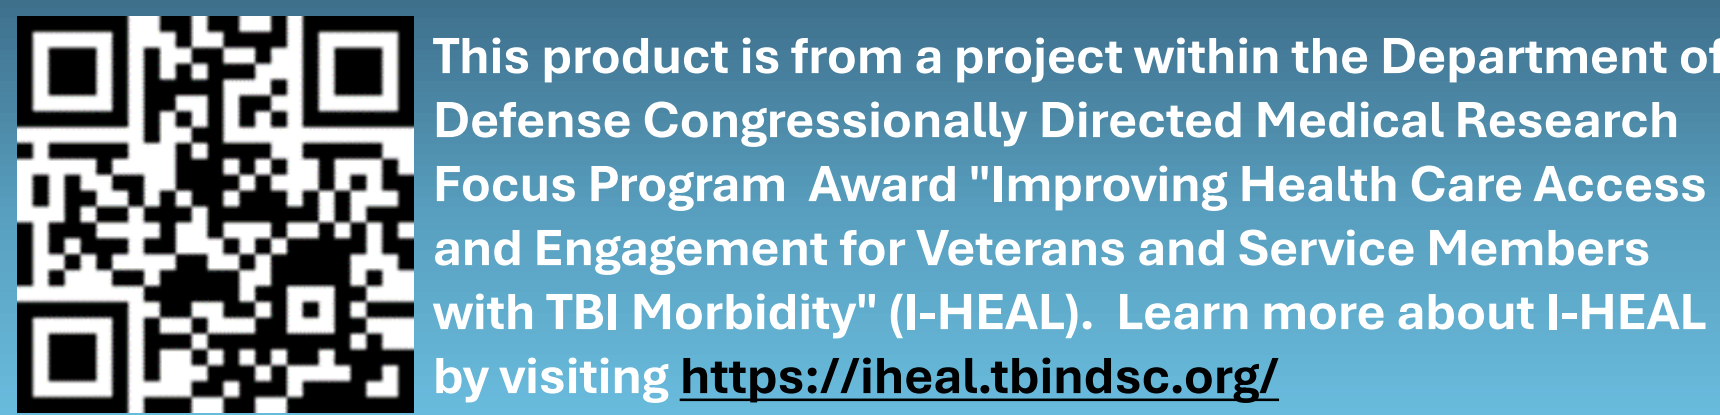 This product is from a project within the Department of
Defense Congressionally Directed Medical Research
Focus Program  Award "Improving Health Care Access
and Engagement for Veterans and Service Members
with TBI Morbidity" (I-HEAL).  Learn more about I-HEAL
by visiting https://iheal.tbindsc.org/